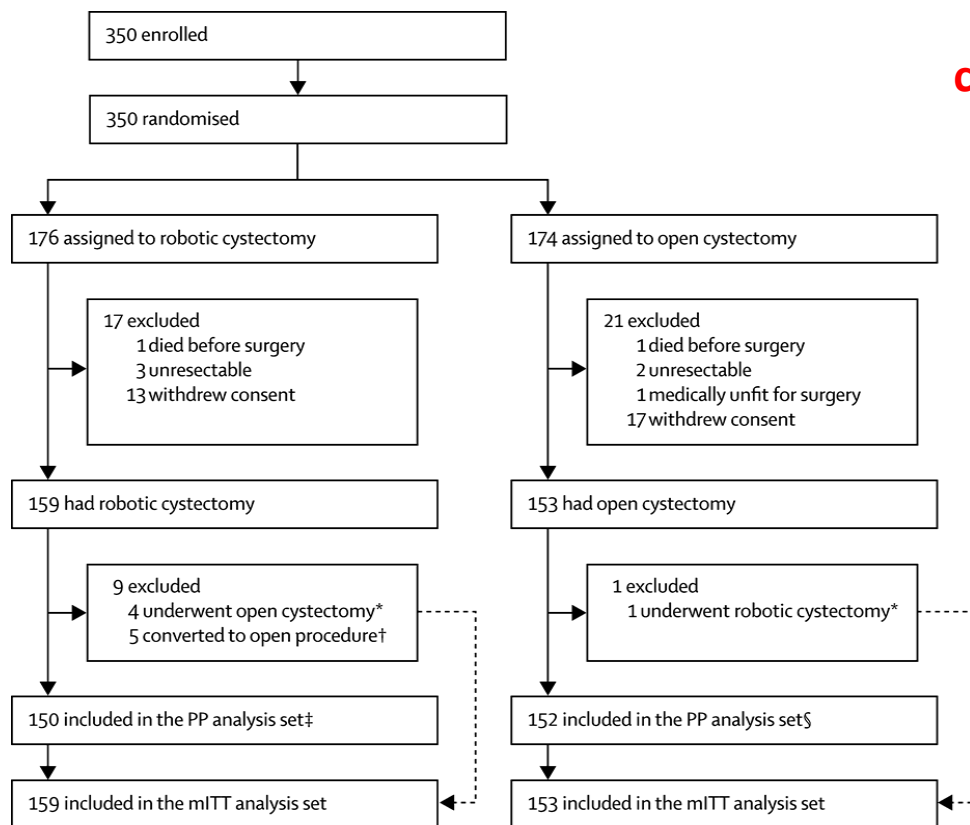 350 enrolled
350 randomised
176 assigned to robotic cystectomy
174 assigned to open cystectomy
17 excluded
1 died before surgery
3 unresectable
13 withdrew consent
21 excluded
1 died before surgery
2 unresectable
1 medically unfit for surgery
17 withdrew consent
159 had robotic cystectomy
153 had open cystectomy
9 excluded
4 underwent open cystectomy*
5 converted to open procedure†
1 excluded
1 underwent robotic cystectomy*
150 included in the PP analysis set‡
152 included in the PP analysis set§
159 included in the mITT analysis set
153 included in the mITT analysis set